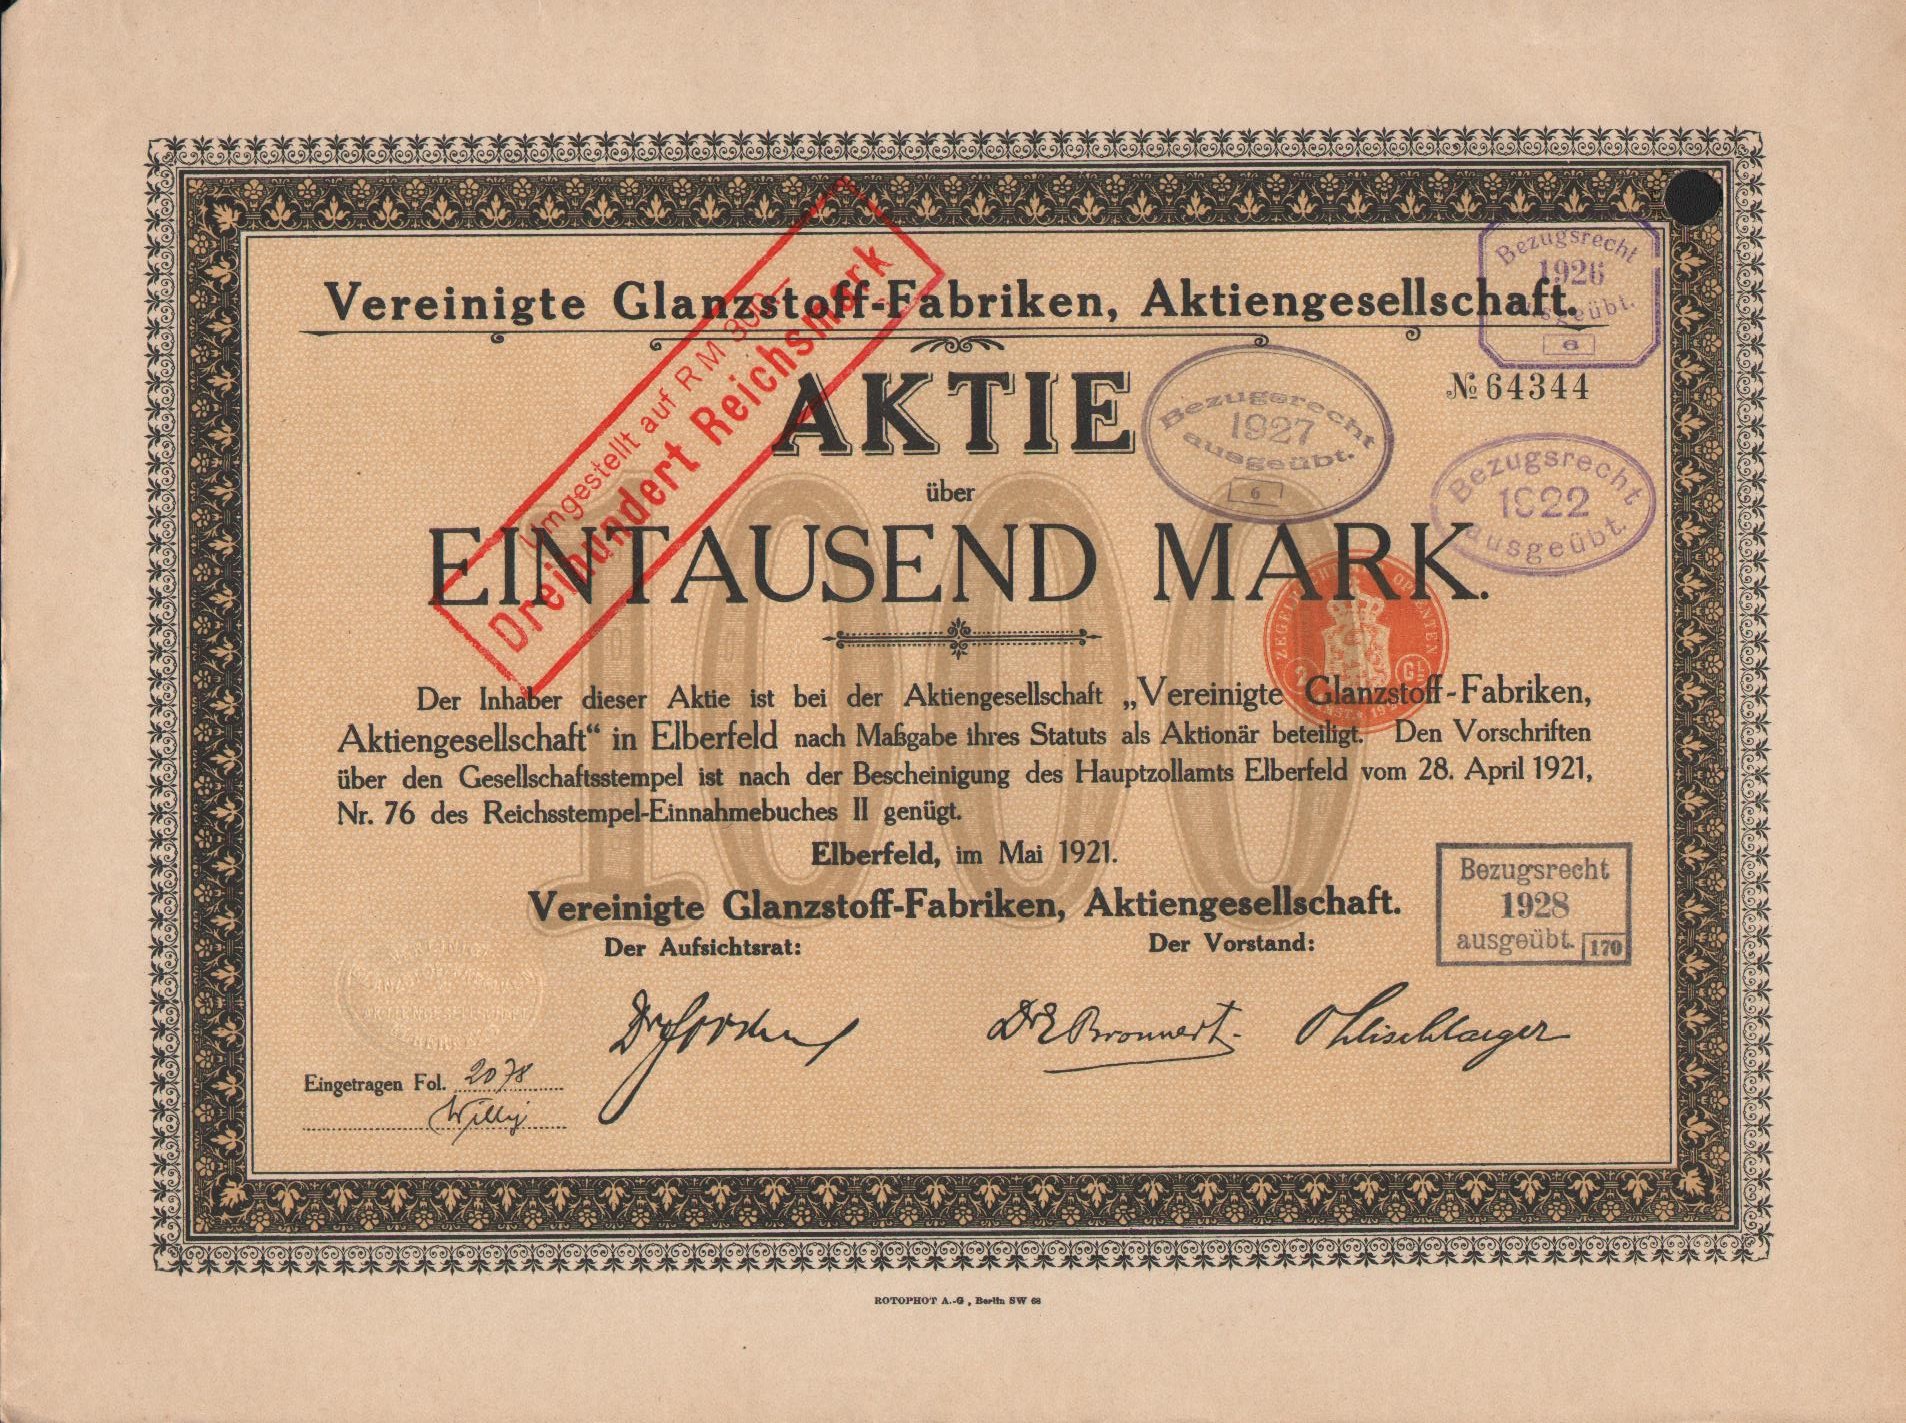 Bezugsrecht
1926
ausgeübt.
6
Vereinigte Glanzstoff-Fabriken, Aktiengesellschaft.
Umgestellt auf RM 300.-
Dreihundert Reichsmark
AKTIE
№ 64344
Bezugsrecht
1927
ausgeübt.
6
über
Bezugsrecht
1922
ausgeübt.
1000
EINTAUSEND MARK.
Der Inhaber dieser Aktie ist bei der Aktiengesellschaft „Vereinigte Glanzstoff-Fabriken,
Aktiengesellschaft“ in Elberfeld nach Maßgabe ihres Statuts als Aktionär beteiligt. Den Vorschriften
über den Gesellschaftsstempel ist nach der Bescheinigung des Hauptzollamts Elberfeld vom 28. April 1921,
Nr. 76 des Reichsstempel-Einnahmebuches II genügt.
Elberfeld, im Mai 1921.
Vereinigte Glanzstoff-Fabriken, Aktiengesellschaft.
Der Aufsichtsrat:
Der Vorstand:
Bezugsrecht
1928
ausgeübt.
170
Dr E Bronnert.
Eingetragen Fol. 2078
Willy
ROTOPHOT A.-G., Berlin SW 68